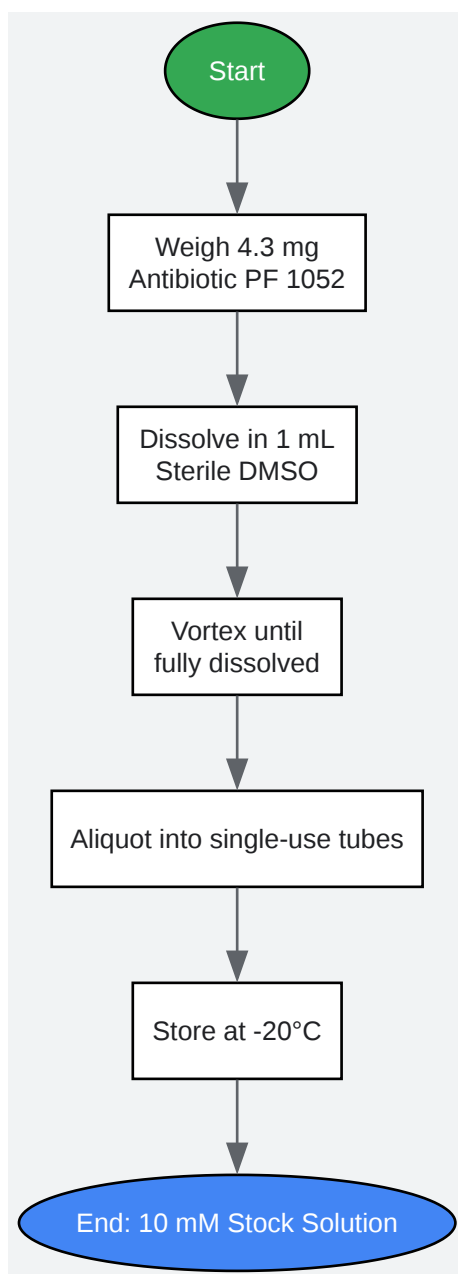 Start
Weigh 4.3 mg
Antibiotic PF 1052
Dissolve in 1 mL
Sterile DMSO
Vortex until
fully dissolved
Aliquot into single-use tubes
Store at -20°C
End: 10 mM Stock Solution